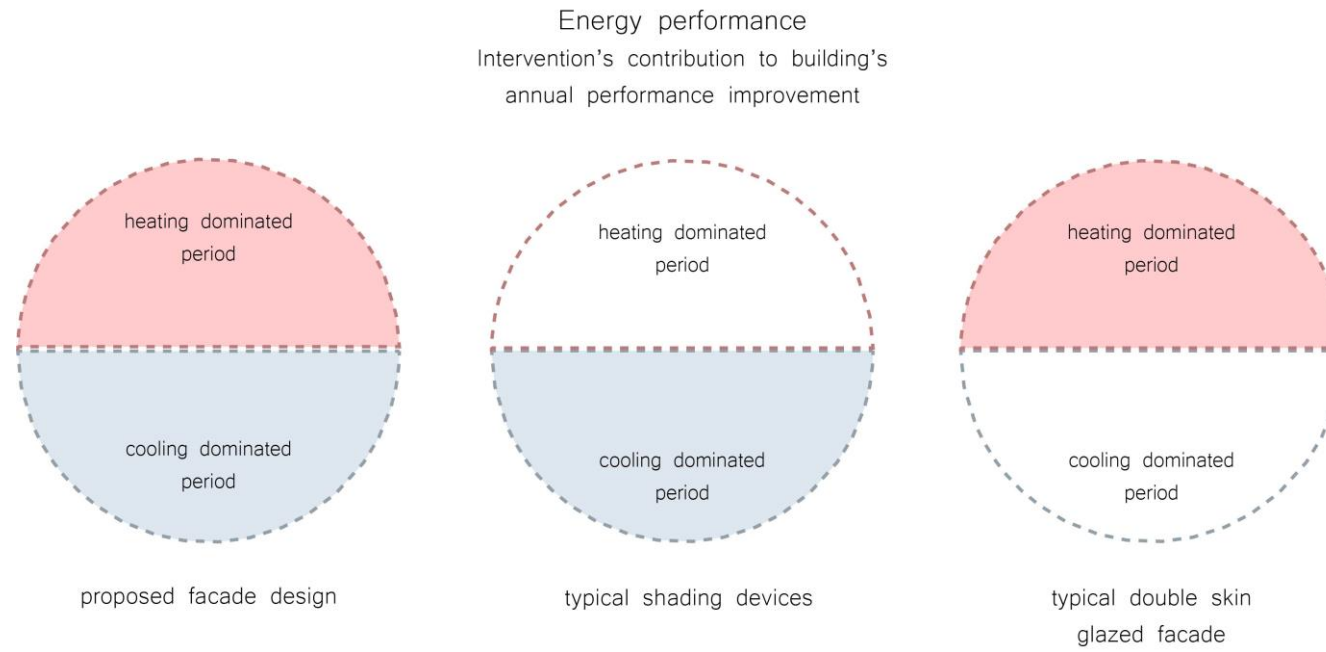 Energy performance
Intervention's contribution to building's
annual performance improvement
heating dominated
period
cooling dominated
period
proposed facade design
heating dominated
period
cooling dominated
period
typical shading devices
heating dominated
period
cooling dominated
period
typical double skin
glazed facade